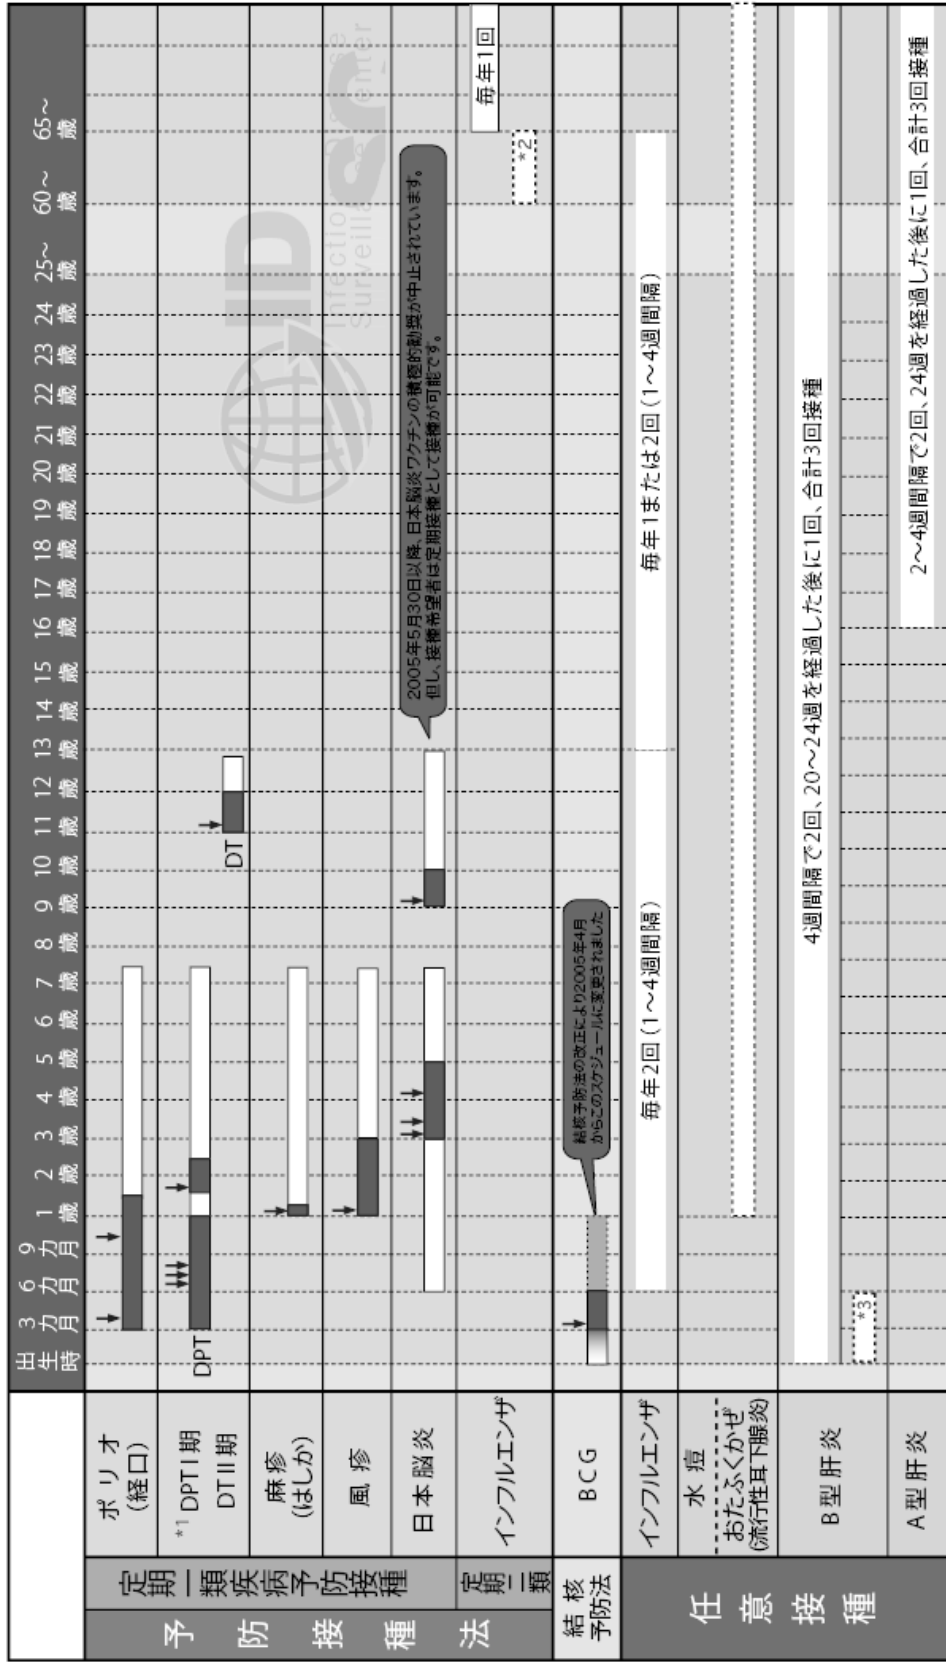 出生時
3カ月
6カ月
9カ月
1歳
2歳
3歳
4歳
5歳
6歳
7歳
8歳
9歳
10歳
11歳
12歳
13歳
14歳
15歳
16歳
17歳
18歳
19歳
20歳
21歳
22歳
23歳
24歳
25～歳
60～歳
65～歳
予防接種法
定期一類疾病予防接種
ポリオ
(経口)
*1 DPTⅠ期
DTⅡ期
DPT
DT
麻疹
(はしか)
風疹
日本脳炎
2005年5月30日以降、日本脳炎ワクチンの積極的勧奨が中止されています。
但し、接種希望者は定期接種として接種が可能です。
定期二類
インフルエンザ
*2
毎年1回
結核
予防法
BCG
結核予防法の改正により2005年4月
からこのスケジュールに変更されました
任意接種
インフルエンザ
毎年2回(1～4週間隔)
毎年1または2回(1～4週間隔)
水痘
おたふくかぜ
(流行性耳下腺炎)
B型肝炎
4週間隔で2回、20～24週を経過した後に1回、合計3回接種
*3
A型肝炎
2～4週間隔で2回、24週を経過した後に1回、合計3回接種
ID
Surveill